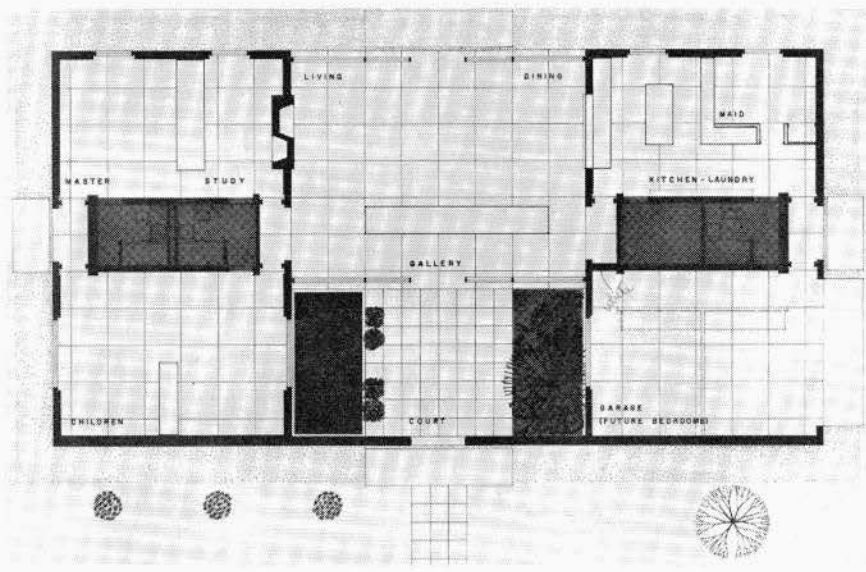 LIVING
DINING
MAID
MASTER
STUDY
KITCHEN-LAUNDRY
GALLERY
CHILDREN
COURT
GARAGE
(FUTURE BEDROOMS)